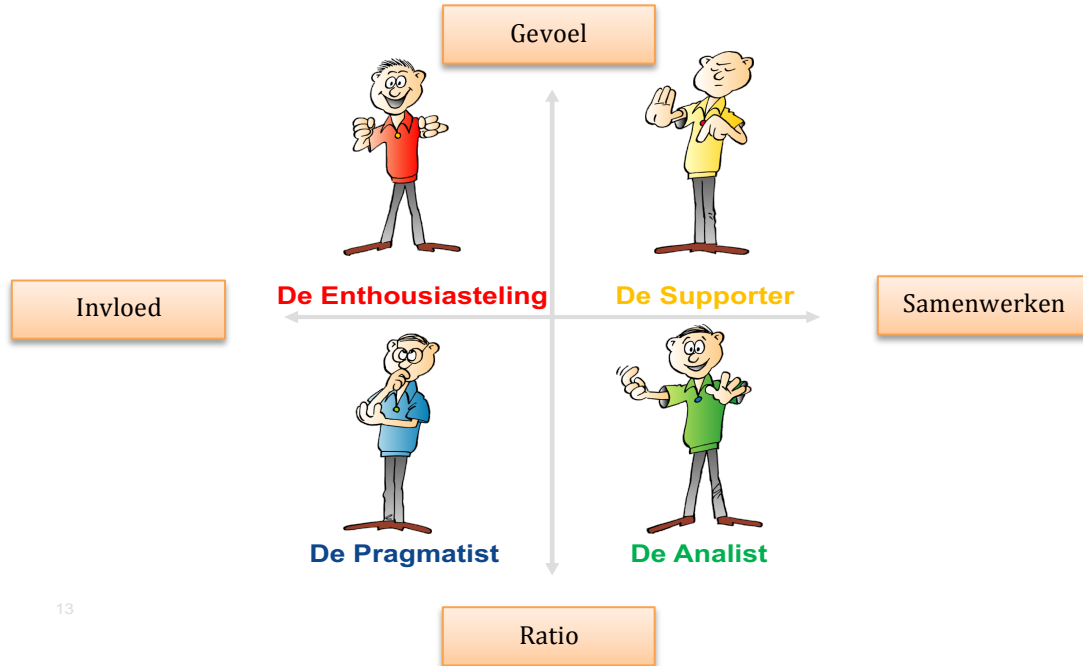 Gevoel
De Enthousiasteling
De Supporter
Invloed
Samenwerken
De Pragmatist
De Analist
13
Ratio